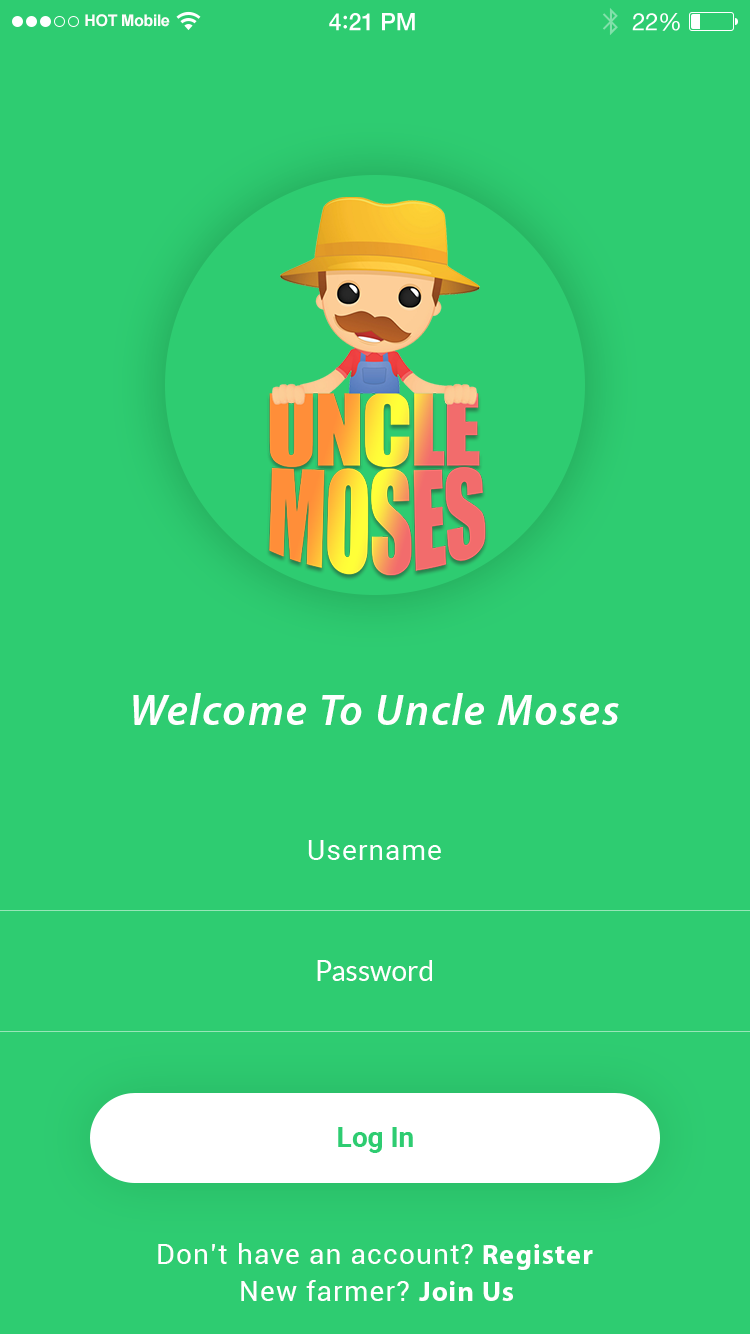 HOT Mobile 4:21 PM 22%
UNCLE
MOSES
Welcome To Uncle Moses
Username
Password
Log In
Don't have an account? Register
New farmer? Join Us